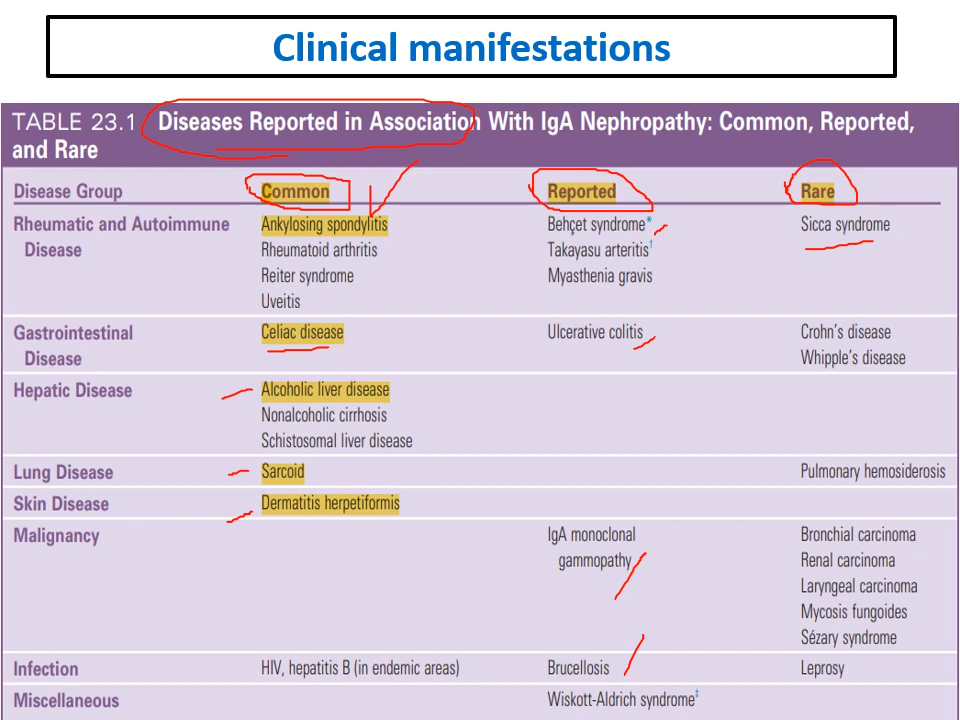 Clinical manifestations
TABLE 23.1 Diseases Reported in Association With IgA Nephropathy: Common, Reported,
and Rare
Disease Group Common Reported Rare
Rheumatic and Autoimmune Ankylosing spondylitis Behçet syndrome* Sicca syndrome
Disease Rheumatoid arthritis Takayasu arteritis†
Reiter syndrome Myasthenia gravis
Uveitis
Gastrointestinal Celiac disease Ulcerative colitis Crohn's disease
Disease Whipple's disease
Hepatic Disease Alcoholic liver disease
Nonalcoholic cirrhosis
Schistosomal liver disease
Lung Disease Sarcoid Pulmonary hemosiderosis
Skin Disease Dermatitis herpetiformis
Malignancy IgA monoclonal Bronchial carcinoma
gammopathy Renal carcinoma
Laryngeal carcinoma
Mycosis fungoides
Sézary syndrome
Infection HIV, hepatitis B (in endemic areas) Brucellosis Leprosy
Miscellaneous Wiskott-Aldrich syndrome‡